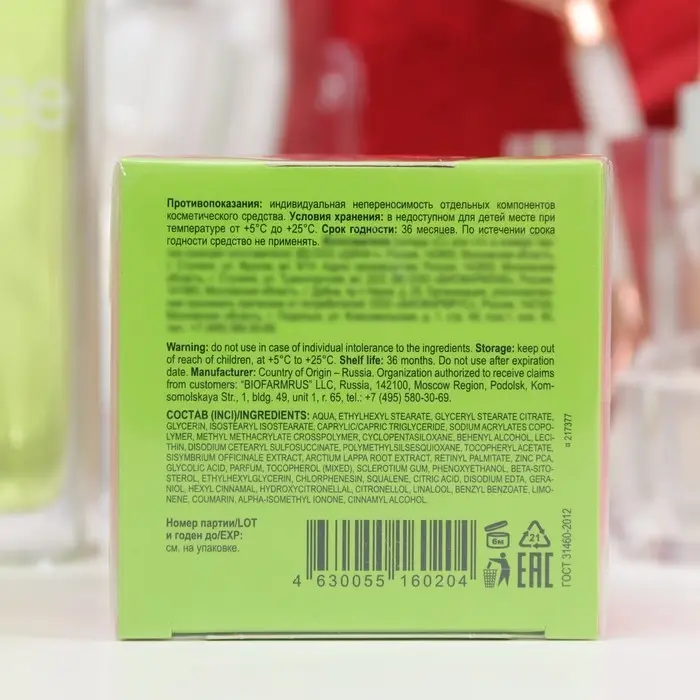 ee
Противопоказания: индивидуальная непереносимость отдельных компонентов
косметического средства. Условия хранения: в недоступном для детей месте при
температуре от +5°С до +25°С. Срок годности: 36 месяцев. По истечении срока
годности средство не применять.
Warning: do not use in case of individual intolerance to the ingredients. Storage: keep out
of reach of children, at +5°C to +25°C. Shelf life: 36 months. Do not use after expiration
date. Manufacturer: Country of Origin – Russia. Organization authorized to receive claims
from customers: "BIOFARMRUS" LLC, Russia, 142100, Moscow Region, Podolsk, Kom-
somolskaya Str., 1, bldg. 49, unit 1, r. 65, tel.: +7 (495) 580-30-69.
СОСТАВ (INCI)/INGREDIENTS: AQUA, ETHYLHEXYL STEARATE, GLYCERYL STEARATE CITRATE,
GLYCERIN, ISOSTEARYL ISOSTEARATE, CAPRYLIC/CAPRIC TRIGLYCERIDE, SODIUM ACRYLATES COPO-
LYMER, METHYL METHACRYLATE CROSSPOLYMER, CYCLOPENTASILOXANE, BEHENYL ALCOHOL, LECI-
THIN, DISODIUM CETEARYL SULFOSUCCINATE, POLYMETHYLSILSESQUIOXANE, TOCOPHERYL ACETATE,
SISYMBRIUM OFFICINALE EXTRACT, ARCTIUM LAPPA ROOT EXTRACT, RETINYL PALMITATE, ZINC PCA,
GLYCOLIC ACID, PARFUM, TOCOPHEROL (MIXED), SCLEROTIUM GUM, PHENOXYETHANOL, BETA-SITO-
STEROL, ETHYLHEXYLGLYCERIN, CHLORPHENESIN, SQUALENE, CITRIC ACID, DISODIUM EDTA, GERA-
NIOL, HEXYL CINNAMAL, HYDROXYCITRONELLAL, CITRONELLOL, LINALOOL, BENZYL BENZOATE, LIMO-
NENE, COUMARIN, ALPHA-ISOMETHYL IONONE, CINNAMYL ALCOHOL.
¤ 217377
Номер партии/LOT
и годен до/EXP:
см. на упаковке.
4 630055 160204
6м
21
EAC
ГОСТ 31460-2012